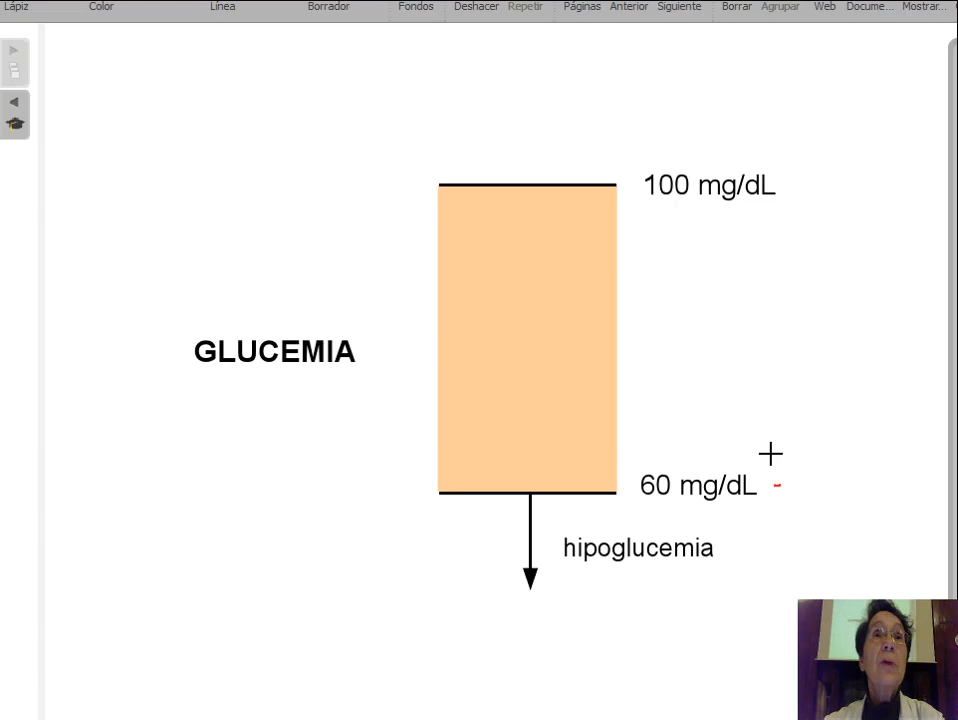 Lápiz Color Línea Borrador Fondos Deshacer Repetir Páginas Anterior Siguiente Borrar Agrupar Web Docume... Mostrar...
100 mg/dL
GLUCEMIA
60 mg/dL -
hipoglucemia